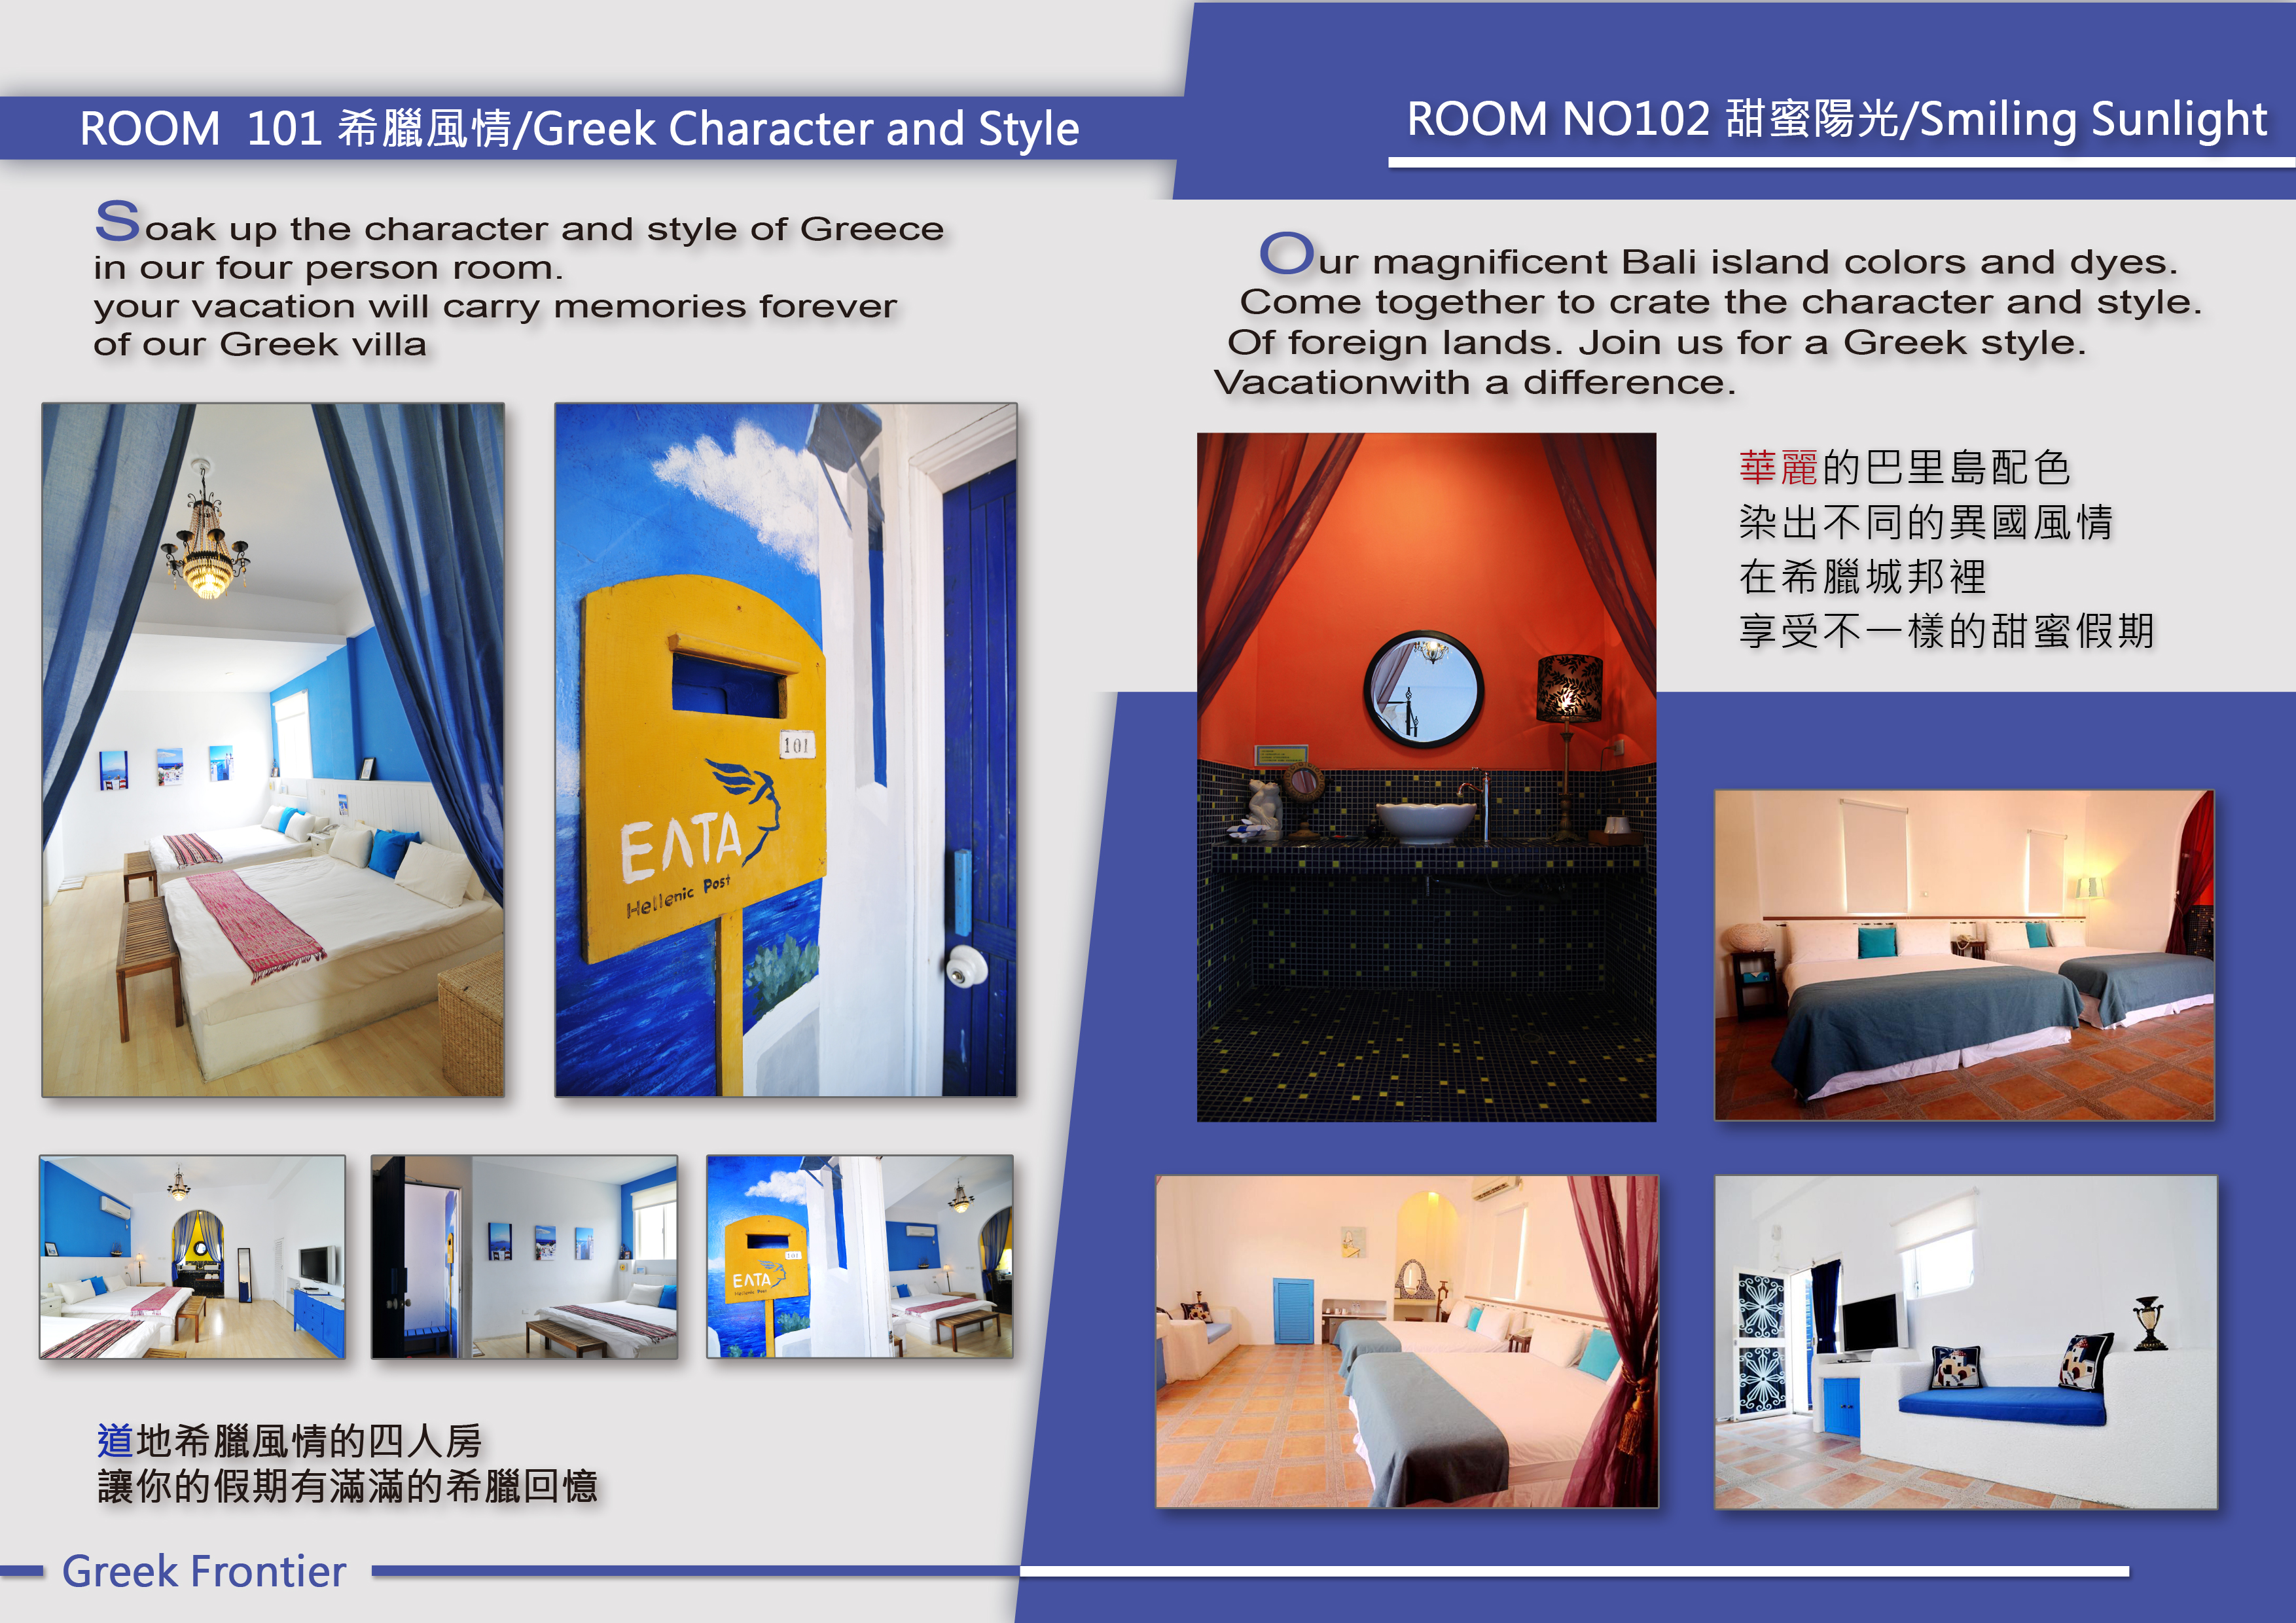 ROOM 101 希臘風情/Greek Character and Style
Soak up the character and style of Greece
in our four person room.
your vacation will carry memories forever
of our Greek villa
101
ΕΛΤΑ
Hellenic Post
101
ΕΛΤΑ
Hellenic Post
道地希臘風情的四人房
讓你的假期有滿滿的希臘回憶
Greek Frontier
ROOM NO102 甜蜜陽光/Smiling Sunlight
Our magnificent Bali island colors and dyes.
Come together to crate the character and style.
Of foreign lands. Join us for a Greek style.
Vacationwith a difference.
華麗的巴里島配色
染出不同的異國風情
在希臘城邦裡
享受不一樣的甜蜜假期